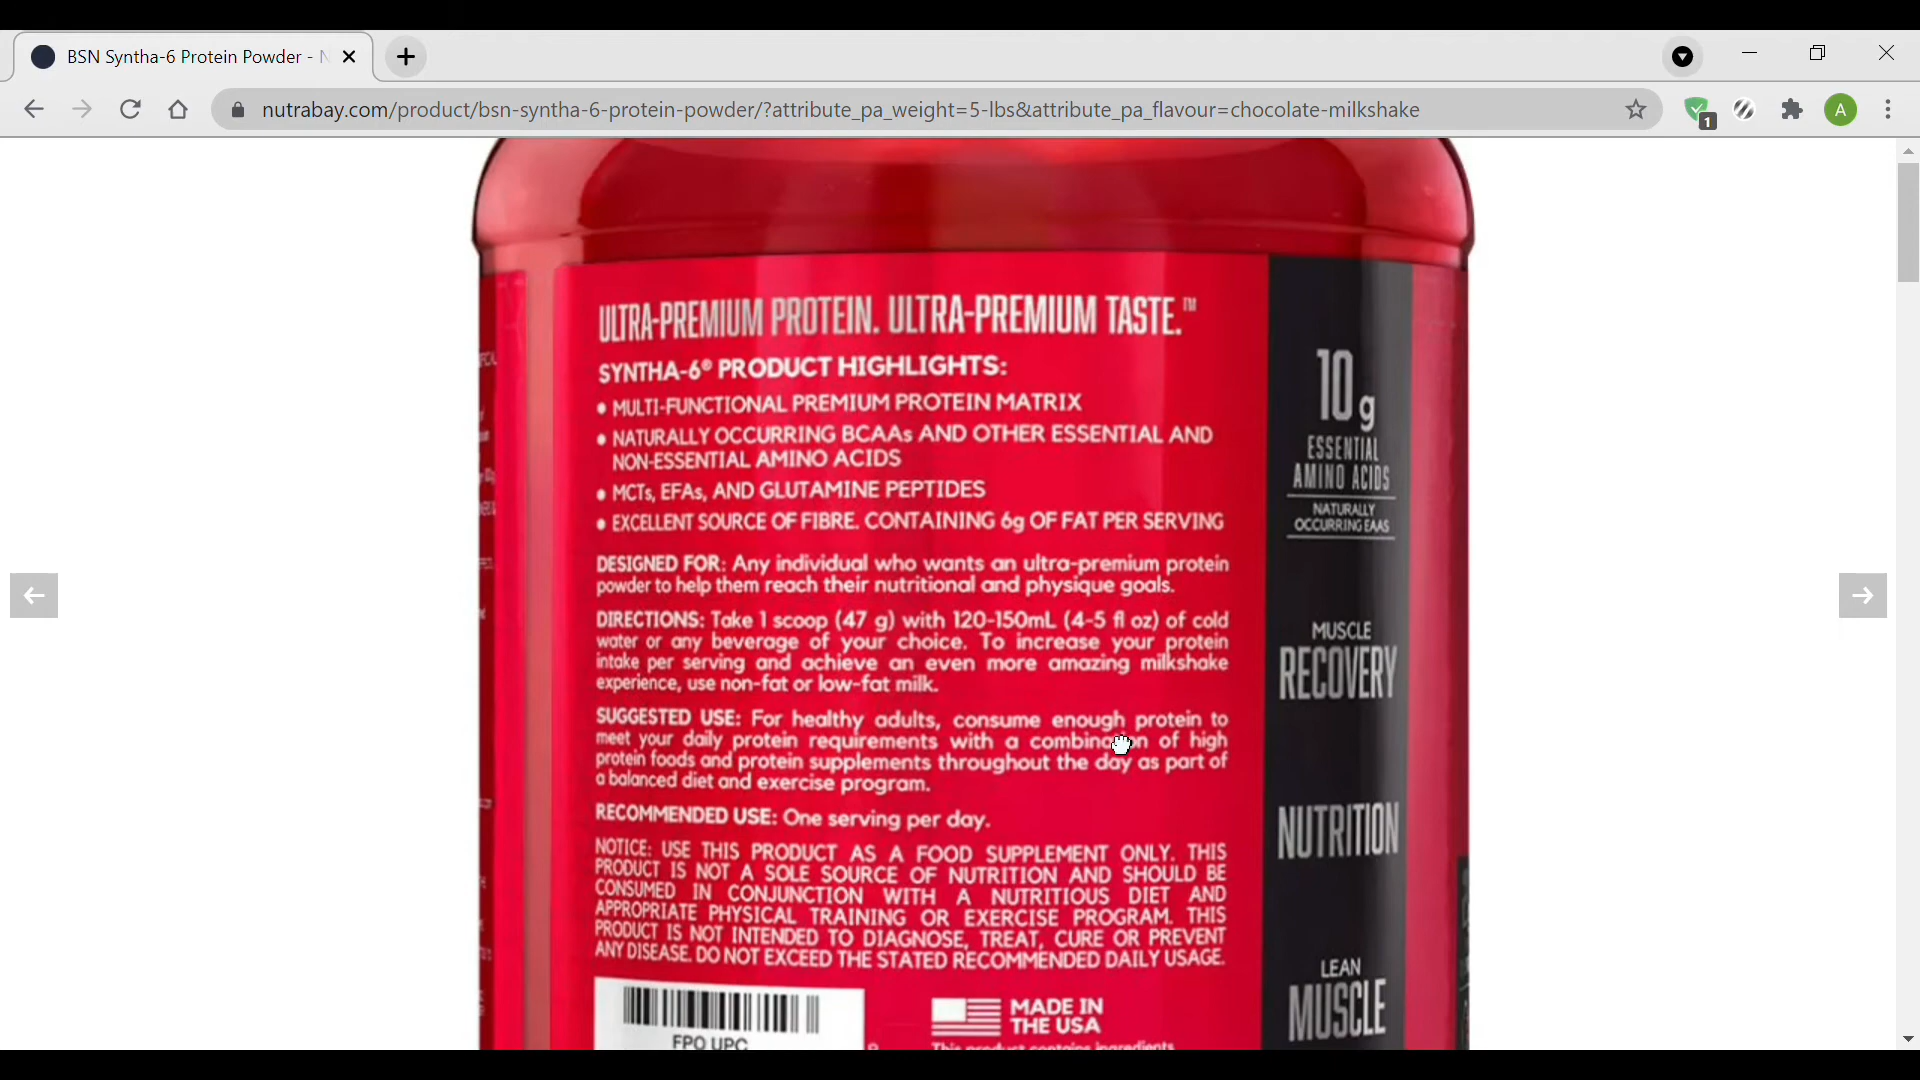 BSN Syntha-6 Protein Powder - N
nutrabay.com/product/bsn-syntha-6-protein-powder/?attribute_pa_weight=5-lbs&attribute_pa_flavour=chocolate-milkshake
1
A
ULTRA-PREMIUM PROTEIN. ULTRA-PREMIUM TASTE.™
SYNTHA-6® PRODUCT HIGHLIGHTS:
• MULTI-FUNCTIONAL PREMIUM PROTEIN MATRIX
• NATURALLY OCCURRING BCAAs AND OTHER ESSENTIAL AND
NON-ESSENTIAL AMINO ACIDS
• MCTs, EFAs, AND GLUTAMINE PEPTIDES
• EXCELLENT SOURCE OF FIBRE. CONTAINING 6g OF FAT PER SERVING
DESIGNED FOR: Any individual who wants an ultra-premium protein
powder to help them reach their nutritional and physique goals.
DIRECTIONS: Take 1 scoop (47 g) with 120-150mL (4-5 fl oz) of cold
water or any beverage of your choice. To increase your protein
intake per serving and achieve an even more amazing milkshake
experience, use non-fat or low-fat milk.
SUGGESTED USE: For healthy adults, consume enough protein to
meet your daily protein requirements with a combination of high
protein foods and protein supplements throughout the day as part of
a balanced diet and exercise program.
RECOMMENDED USE: One serving per day.
NOTICE: USE THIS PRODUCT AS A FOOD SUPPLEMENT ONLY. THIS
PRODUCT IS NOT A SOLE SOURCE OF NUTRITION AND SHOULD BE
CONSUMED IN CONJUNCTION WITH A NUTRITIOUS DIET AND
APPROPRIATE PHYSICAL TRAINING OR EXERCISE PROGRAM. THIS
PRODUCT IS NOT INTENDED TO DIAGNOSE, TREAT, CURE OR PREVENT
ANY DISEASE. DO NOT EXCEED THE STATED RECOMMENDED DAILY USAGE.
FPO UPC
MADE IN
THE USA
This product contains ingredients
10 g
ESSENTIAL
AMINO ACIDS
NATURALLY
OCCURRING EAAS
MUSCLE
RECOVERY
NUTRITION
LEAN
MUSCLE